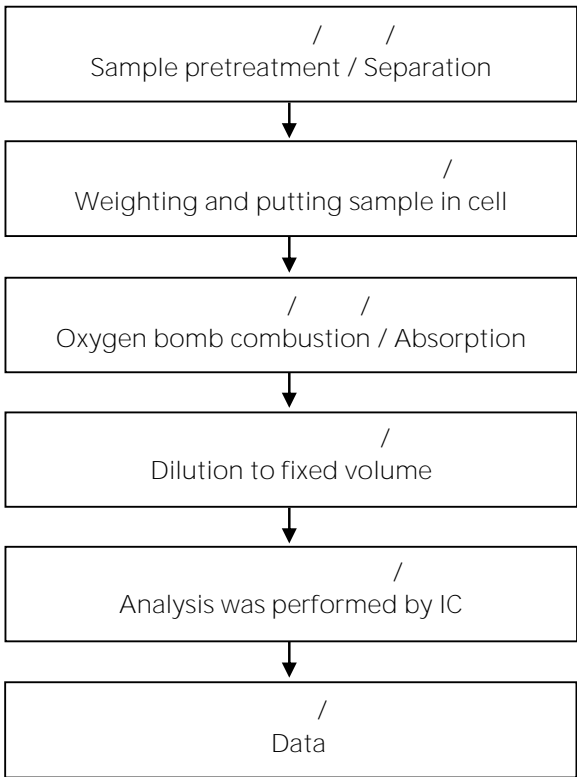 / /
Sample pretreatment / Separation
/
Weighting and putting sample in cell
/ /
Oxygen bomb combustion / Absorption
/
Dilution to fixed volume
/
Analysis was performed by IC
/
Data